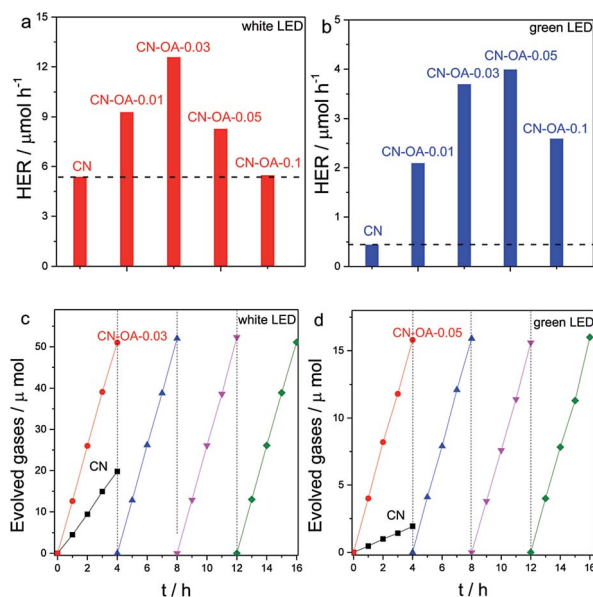 a
white LED
15
12
9
6
3
0
HER / μmol h⁻¹
CN
CN-OA-0.01
CN-OA-0.03
CN-OA-0.05
CN-OA-0.1
b
green LED
5
4
3
2
1
0
HER / μmol h⁻¹
CN
CN-OA-0.01
CN-OA-0.03
CN-OA-0.05
CN-OA-0.1
c
white LED
50
40
30
20
10
0
Evolved gases / μ mol
CN-OA-0.03
CN
0 2 4 6 8 10 12 14 16
t / h
d
green LED
15
10
5
0
Evolved gases / μ mol
CN-OA-0.05
CN
0 2 4 6 8 10 12 14 16
t / h